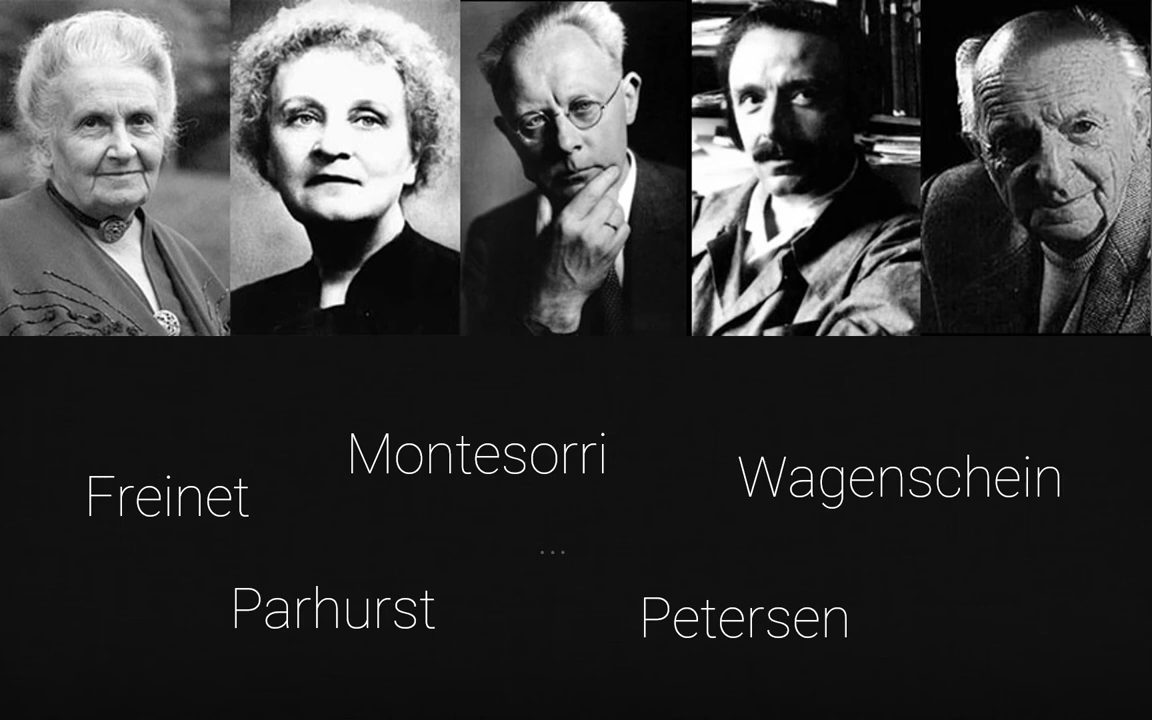 Montesorri
Wagenschein
Freinet
...
Parhurst
Petersen